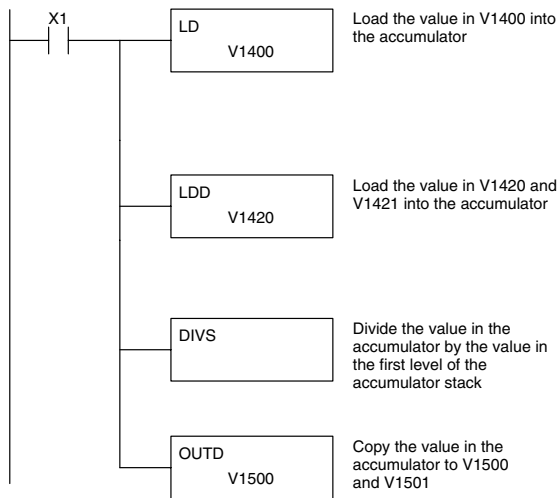 X1
LD
V1400
Load the value in V1400 into
the accumulator
LDD
V1420
Load the value in V1420 and
V1421 into the accumulator
DIVS
Divide the value in the
accumulator by the value in
the first level of the
accumulator stack
OUTD
V1500
Copy the value in the
accumulator to V1500
and V1501